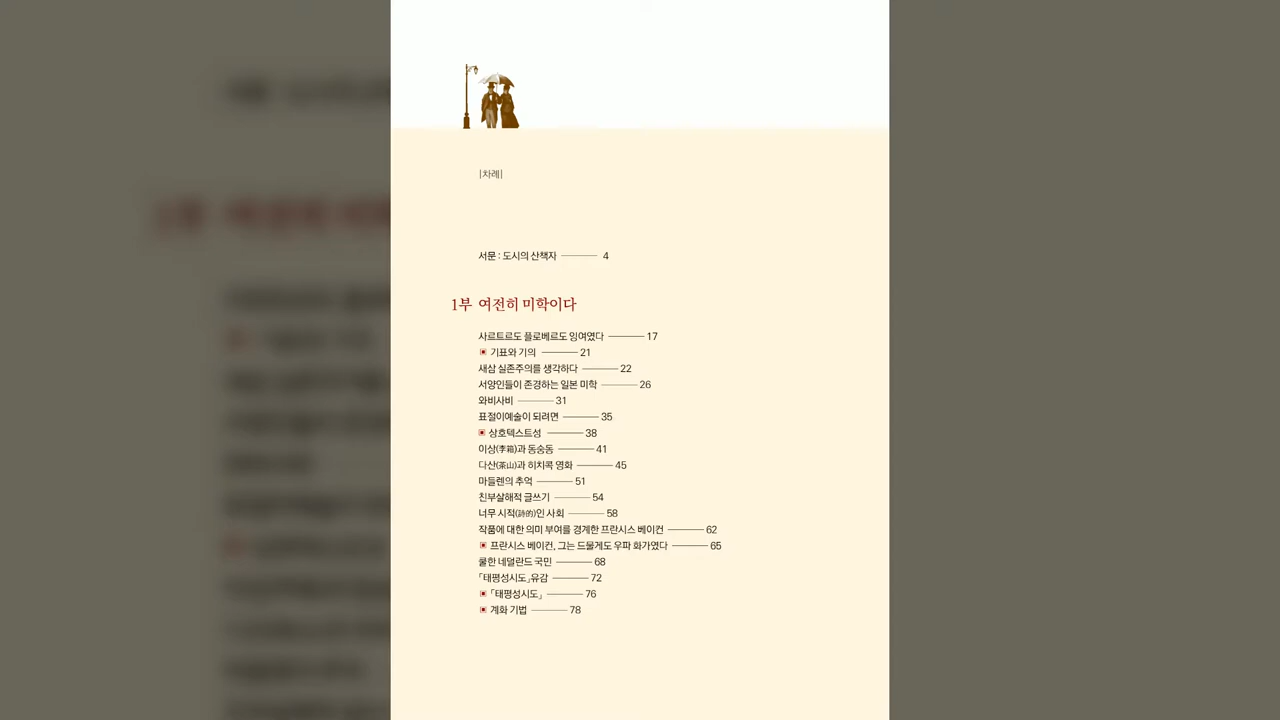 |차례|
서문 : 도시의 산책자 ——— 4
1부 여전히 미학이다
사르트르도 플로베르도 잉여였다 ——— 17
▣ 기표와 기의 ——— 21
새삼 실존주의를 생각하다 ——— 22
서양인들이 존경하는 일본 미학 ——— 26
와비사비 ——— 31
표절이예술이 되려면 ——— 35
▣ 상호텍스트성 ——— 38
이상(李箱)과 동숭동 ——— 41
다산(茶山)과 히치콕 영화 ——— 45
마들렌의 추억 ——— 51
친부살해적 글쓰기 ——— 54
너무 시적(詩的)인 사회 ——— 58
작품에 대한 의미 부여를 경계한 프란시스 베이컨 ——— 62
▣ 프란시스 베이컨, 그는 드물게도 우파 화가였다 ——— 65
쿨한 네덜란드 국민 ——— 68
「태평성시도」유감 ——— 72
▣ 「태평성시도」 ——— 76
▣ 계화 기법 ——— 78